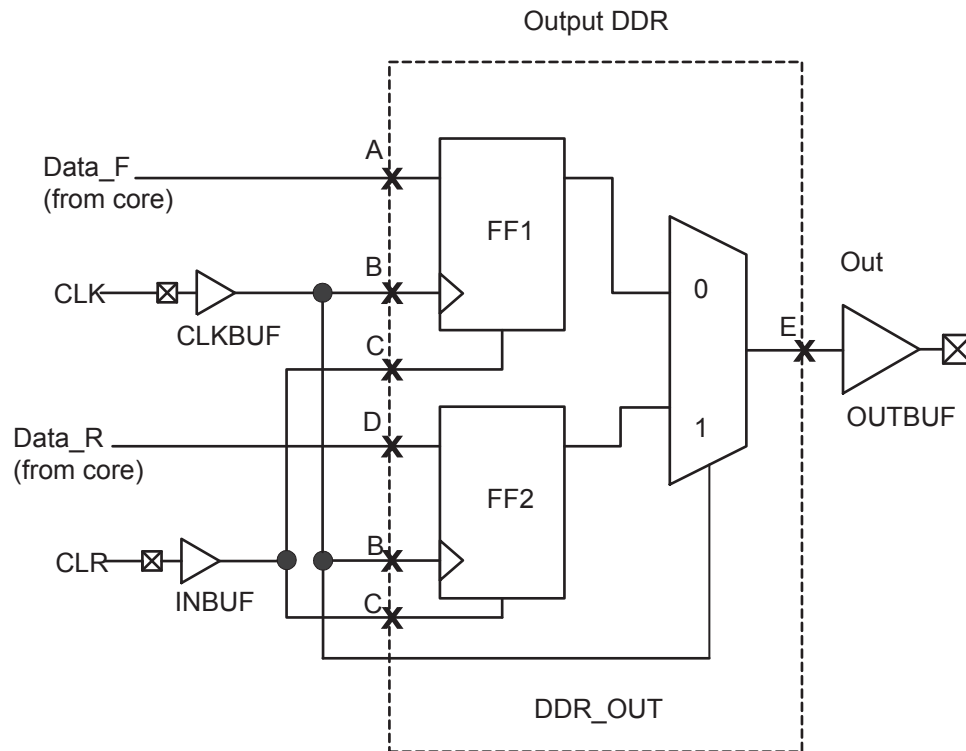 Output DDR
A
Data_F
(from core)
FF1
B
CLK
CLKBUF
0
Out
E
C
OUTBUF
D
Data_R
(from core)
1
FF2
B
CLR
INBUF
C
DDR_OUT